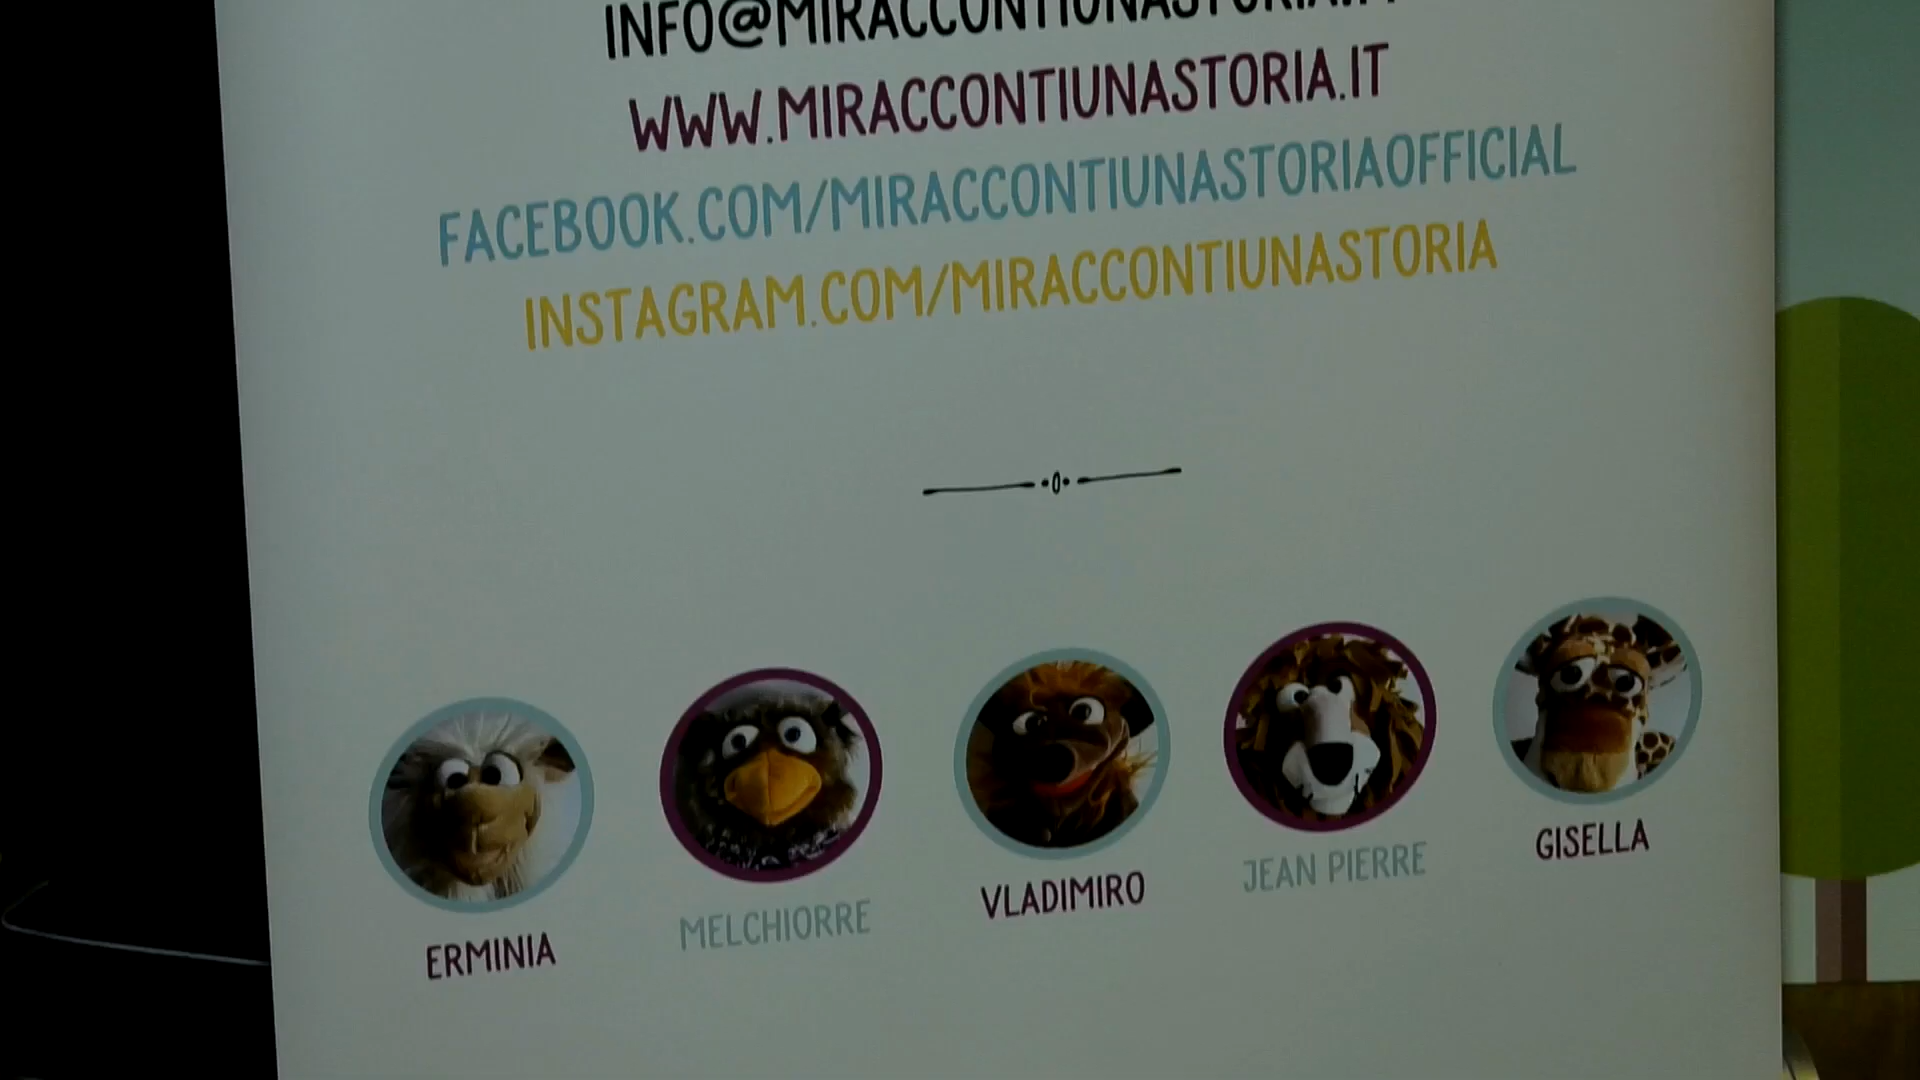 WWW.MIRACCONTIUNASTORIA.IT
FACEBOOK.COM/MIRACCONTIUNASTORIAOFFICIAL
INSTAGRAM.COM/MIRACCONTIUNASTORIA
ERMINIA
MELCHIORRE
VLADIMIRO
JEAN PIERRE
GISELLA